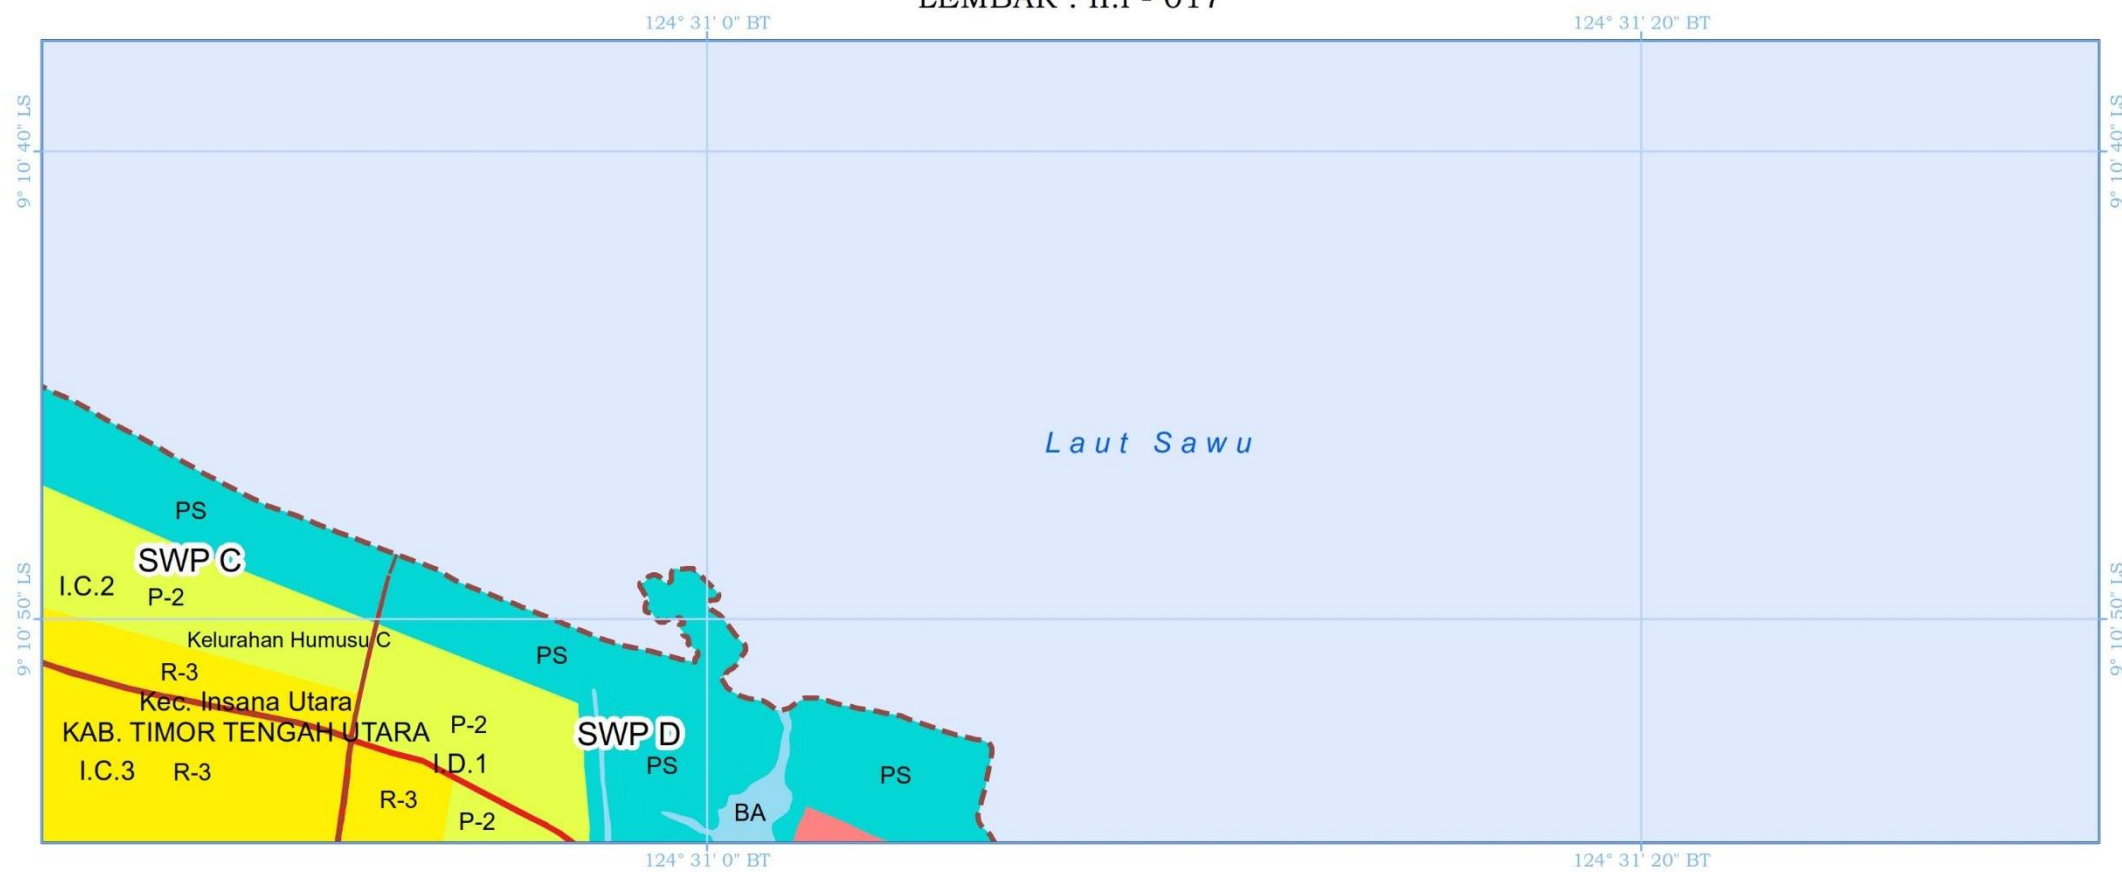 LEMBAR : II.I - 017
124° 31' 0" BT
124° 31' 20" BT
9° 10' 40" LS
9° 10' 40" LS
Laut Sawu
PS
SWP C
I.C.2
P-2
9° 10' 50" LS
9° 10' 50" LS
Kelurahan Humusu C
PS
R-3
Kec. Insana Utara
KAB. TIMOR TENGAH UTARA
P-2
SWP D
I.D.1
PS
I.C.3
R-3
PS
R-3
P-2
BA
124° 31' 0" BT
124° 31' 20" BT